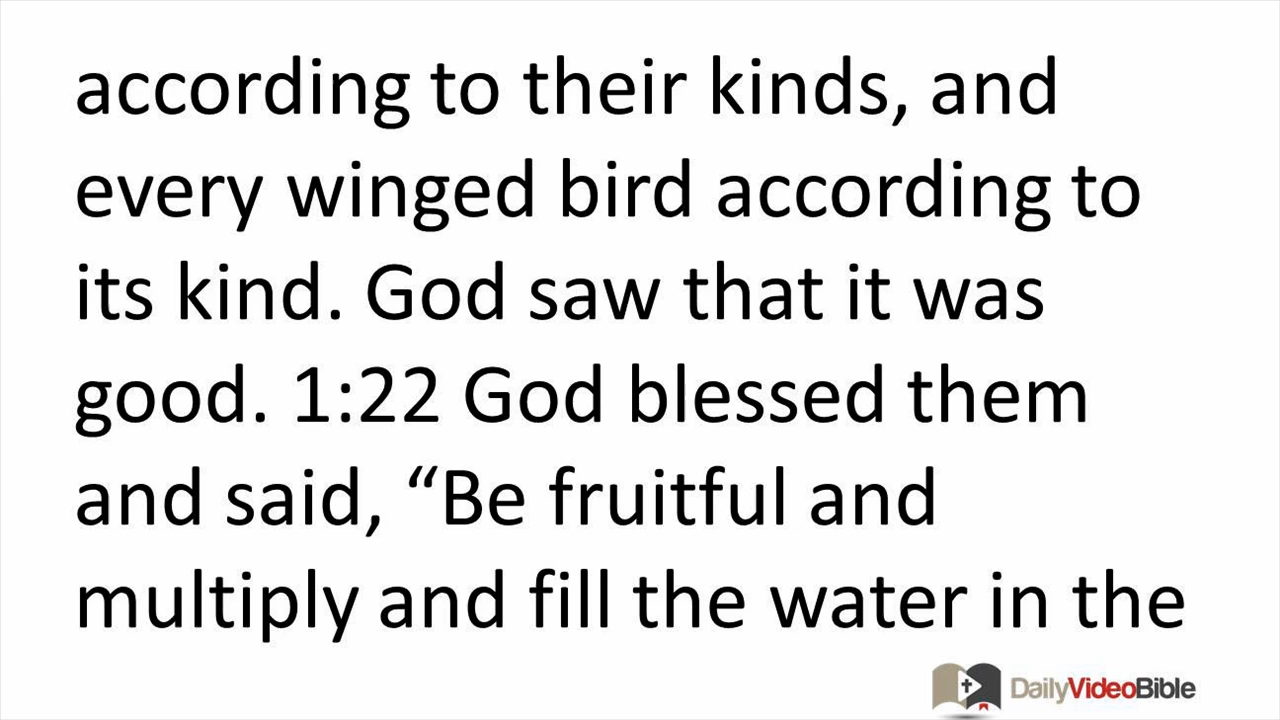 according to their kinds, and
every winged bird according to
its kind. God saw that it was
good. 1:22 God blessed them
and said, “Be fruitful and
multiply and fill the water in the
DailyVideoBible